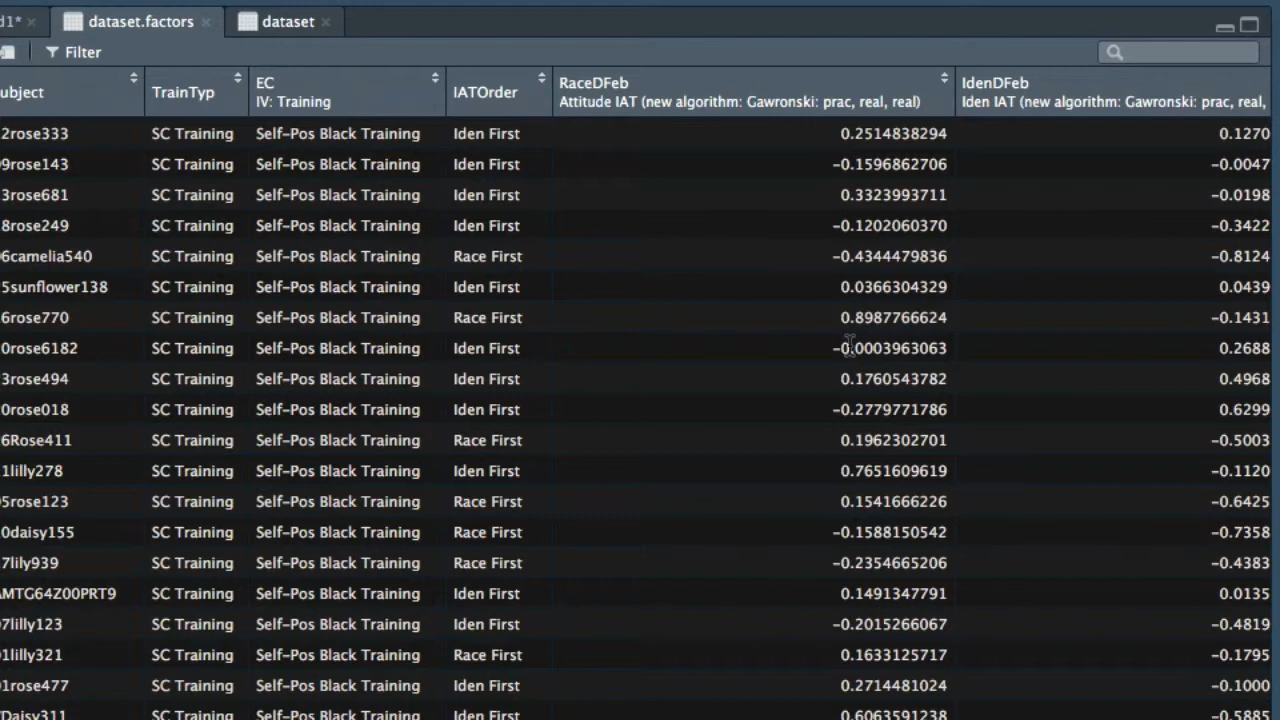 d1*
dataset.factors
dataset
Filter
ubject
TrainTyp
EC
IV: Training
IATOrder
RaceDFeb
Attitude IAT (new algorithm: Gawronski: prac, real, real)
IdenDFeb
Iden IAT (new algorithm: Gawronski: prac, real,
2rose333 SC Training Self-Pos Black Training Iden First 0.2514838294 0.1270
9rose143 SC Training Self-Pos Black Training Iden First -0.1596862706 -0.0047
3rose681 SC Training Self-Pos Black Training Iden First 0.3323993711 -0.0198
8rose249 SC Training Self-Pos Black Training Iden First -0.1202060370 -0.3422
6camelia540 SC Training Self-Pos Black Training Race First -0.4344479836 -0.8124
5sunflower138 SC Training Self-Pos Black Training Iden First 0.0366304329 0.0439
6rose770 SC Training Self-Pos Black Training Race First 0.8987766624 -0.1431
0rose6182 SC Training Self-Pos Black Training Iden First -0.0003963063 0.2688
3rose494 SC Training Self-Pos Black Training Iden First 0.1760543782 0.4968
0rose018 SC Training Self-Pos Black Training Iden First -0.2779771786 0.6299
6Rose411 SC Training Self-Pos Black Training Race First 0.1962302701 -0.5003
1lilly278 SC Training Self-Pos Black Training Iden First 0.7651609619 -0.1120
5rose123 SC Training Self-Pos Black Training Race First 0.1541666226 -0.6425
0daisy155 SC Training Self-Pos Black Training Race First -0.1588150542 -0.7358
7lily939 SC Training Self-Pos Black Training Race First -0.2354665206 -0.4383
AMTG64Z00PRT9 SC Training Self-Pos Black Training Iden First 0.1491347791 0.0135
7lilly123 SC Training Self-Pos Black Training Iden First -0.2015266067 -0.4819
1lilly321 SC Training Self-Pos Black Training Race First 0.1633125717 -0.1795
1rose477 SC Training Self-Pos Black Training Iden First 0.2714481024 -0.1000
Daisy311 SC Training Self-Pos Black Training Iden First 0.6063591238 -0.5885